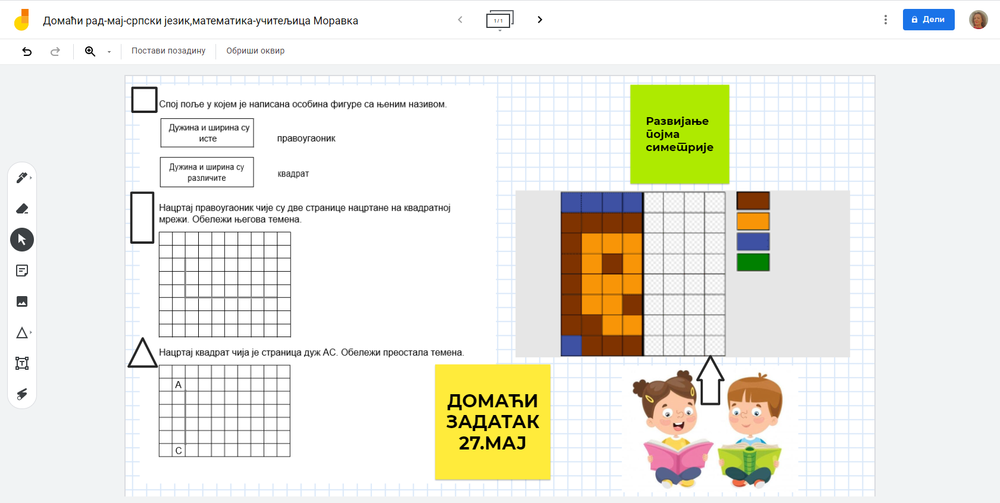 Домаћи рад-мај-српски језик,математика-учитељица Моравка
1 / 1
Дели
Постави позадину
Обриши оквир
Спој поље у којем је написана особина фигуре са њеним називом.
Дужина и ширина су
исте
правоугаоник
Дужина и ширина су
различите
квадрат
Нацртај правоугаоник чије су две странице нацртане на квадратној
мрежи. Обележи његова темена.
Нацртај квадрат чија је страница дуж АС. Обележи преостала темена.
А
С
Развијање
појма
симетрије
ДОМАЋИ
ЗАДАТАК
27.МАЈ